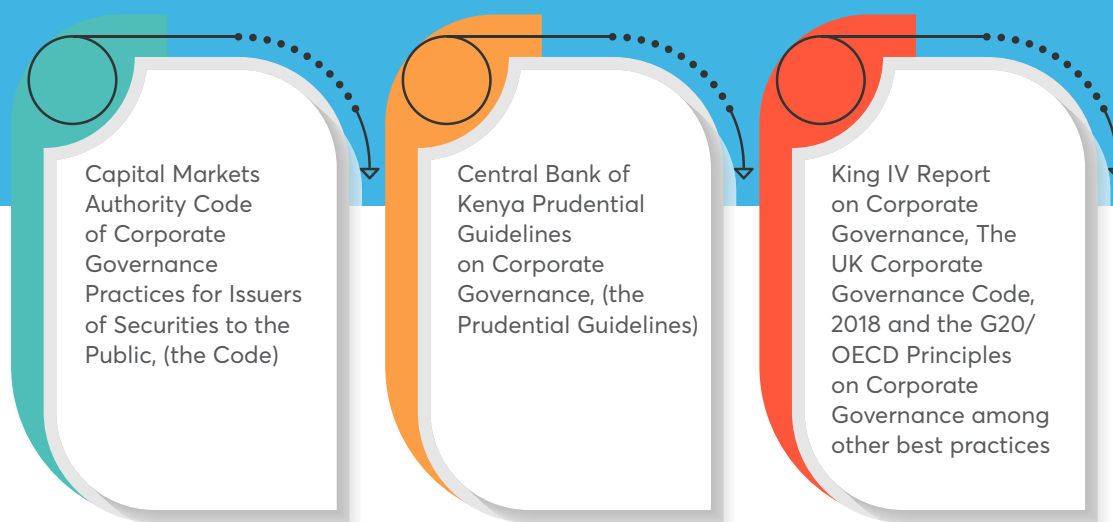 Capital Markets
Authority Code
of Corporate
Governance
Practices for Issuers
of Securities to the
Public, (the Code)
Central Bank of
Kenya Prudential
Guidelines
on Corporate
Governance, (the
Prudential Guidelines)
King IV Report
on Corporate
Governance, The
UK Corporate
Governance Code,
2018 and the G20/
OECD Principles
on Corporate
Governance among
other best practices